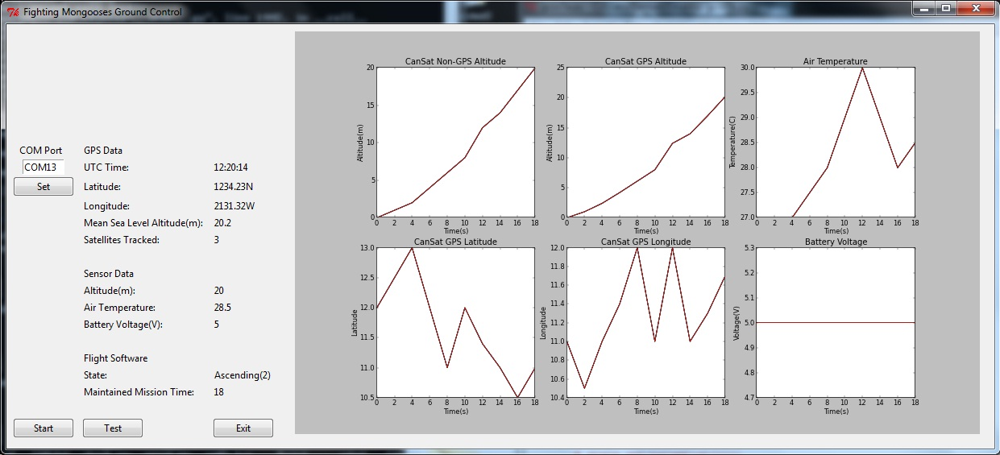 Fighting Mongooses Ground Control
COM Port
COM13
Set
GPS Data
UTC Time: 12:20:14
Latitude: 1234.23N
Longitude: 2131.32W
Mean Sea Level Altitude(m): 20.2
Satellites Tracked: 3
Sensor Data
Altitude(m): 20
Air Temperature: 28.5
Battery Voltage(V): 5
Flight Software
State: Ascending(2)
Maintained Mission Time: 18
Start Test Exit
CanSat Non-GPS Altitude
Altitude(m)
20
15
10
5
0
0 2 4 6 8 10 12 14 16 18
Time(s)
CanSat GPS Altitude
Altitude(m)
25
20
15
10
5
0
0 2 4 6 8 10 12 14 16 18
Time(s)
Air Temperature
Temperature(C)
30.0
29.5
29.0
28.5
28.0
27.5
27.0
0 2 4 6 8 10 12 14 16 18
Time(s)
CanSat GPS Latitude
Latitude
13.0
12.5
12.0
11.5
11.0
10.5
0 2 4 6 8 10 12 14 16 18
Time(s)
CanSat GPS Longitude
Longitude
12.0
11.8
11.6
11.4
11.2
11.0
10.8
10.6
10.4
0 2 4 6 8 10 12 14 16 18
Time(s)
Battery Voltage
Voltage(V)
5.3
5.2
5.1
5.0
4.9
4.8
4.7
0 2 4 6 8 10 12 14 16 18
Time(s)